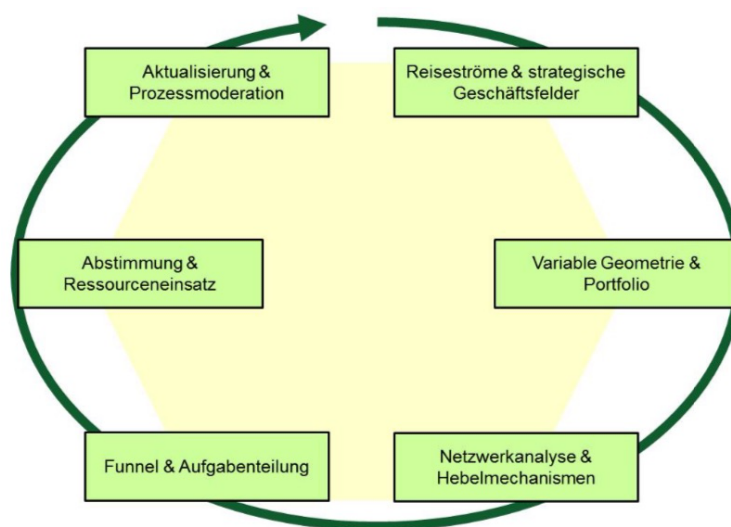 Aktualisierung &
Prozessmoderation
Reiseströme & strategische
Geschäftsfelder
Abstimmung &
Ressourceneinsatz
Variable Geometrie &
Portfolio
Funnel & Aufgabenteilung
Netzwerkanalyse &
Hebelmechanismen